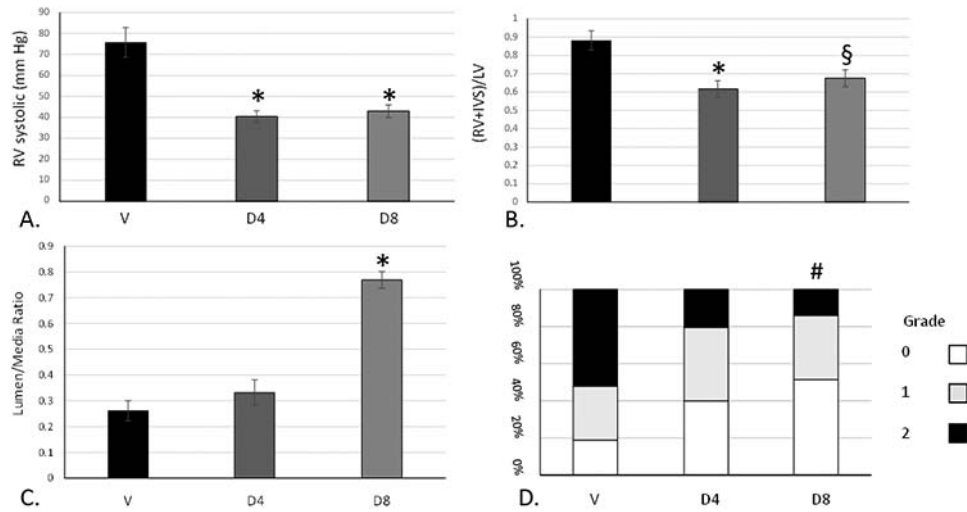 RV systolic (mm Hg)
90
80
70
60
50
40
30
20
10
0
*
*
V
D4
D8
A.
(RV+IVS)/LV
1
0.9
0.8
0.7
0.6
0.5
0.4
0.3
0.2
0.1
0
*
§
B.
Lumen/Media Ratio
0.9
0.8
0.7
0.6
0.5
0.4
0.3
0.2
0.1
0
*
V
D4
D8
C.
100%
80%
60%
40%
20%
0%
#
V
D4
D8
D.
Grade
0
1
2